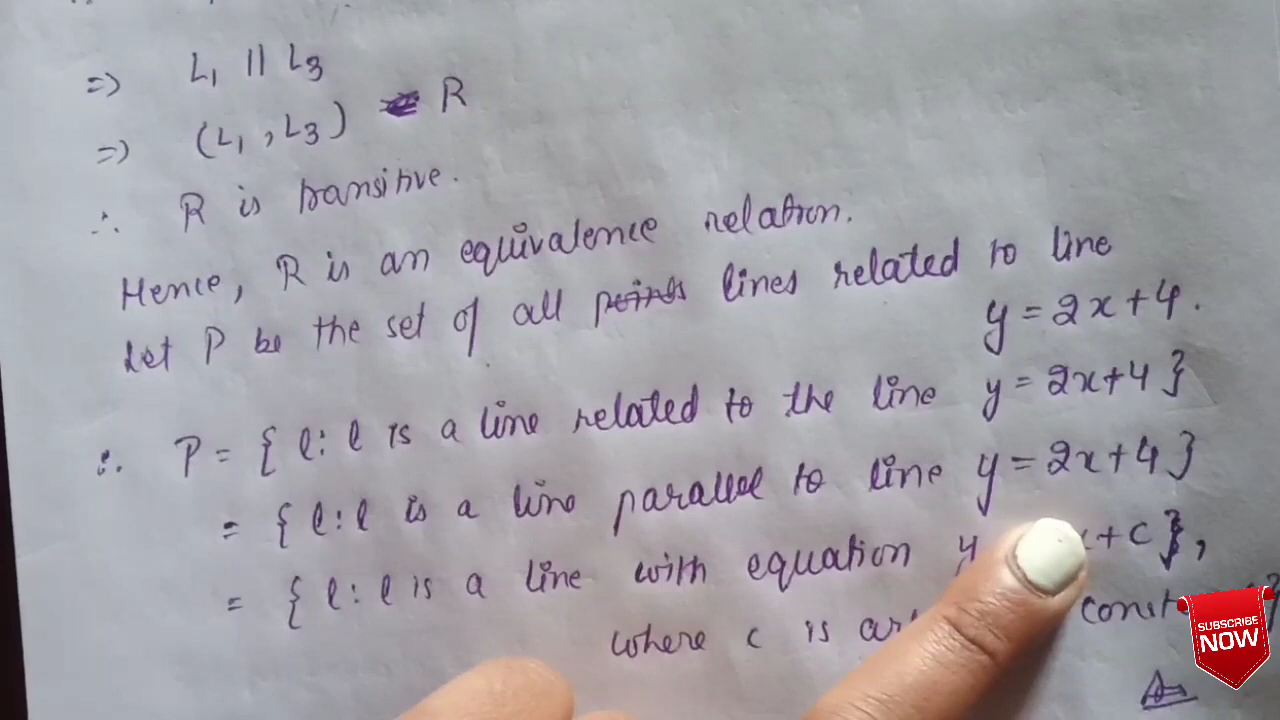 =) L₁ || L₃
=) (L₁, L₃) R
∴ R is transitive.
Hence, R is an equivalence relation.
Let P be the set of all points lines related to line
y = 2x+4.
∴ P = { l: l is a line related to the line y = 2x+4 }
= { l: l is a line parallel to line y = 2x+4 }
= { l: l is a line with equation y x+c },
where c is
SUBSCRIBE
NOW